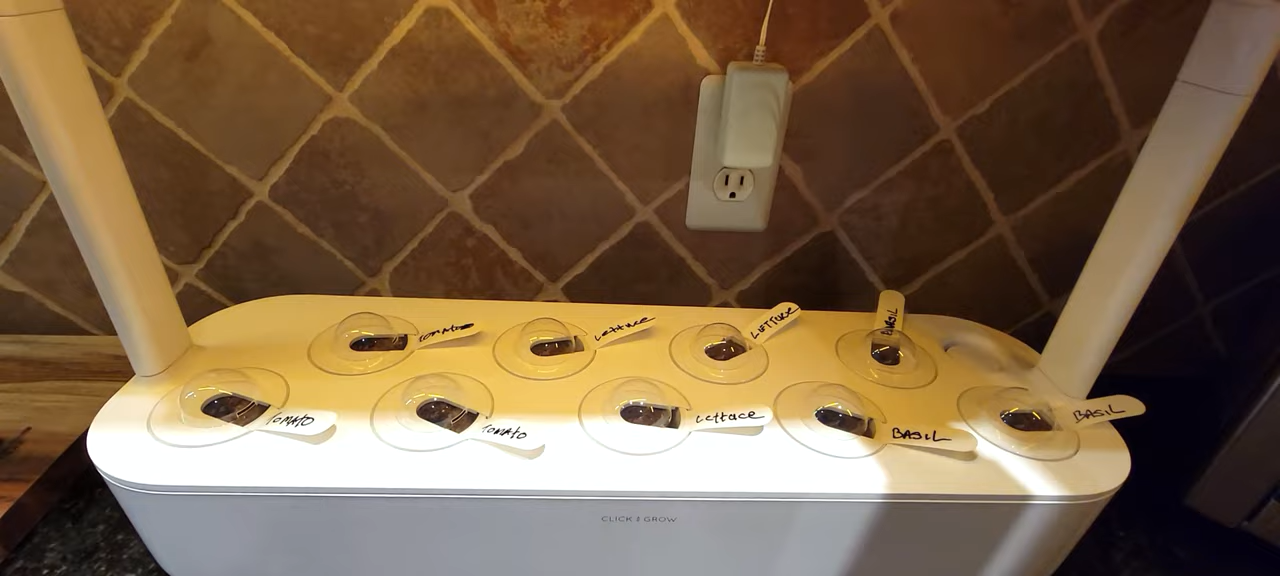 TOMATO
Lettuce
LETTUCE
BASIL
TOMATO
TOMATO
Lettuce
BASIL
BASIL
CLICK & GROW